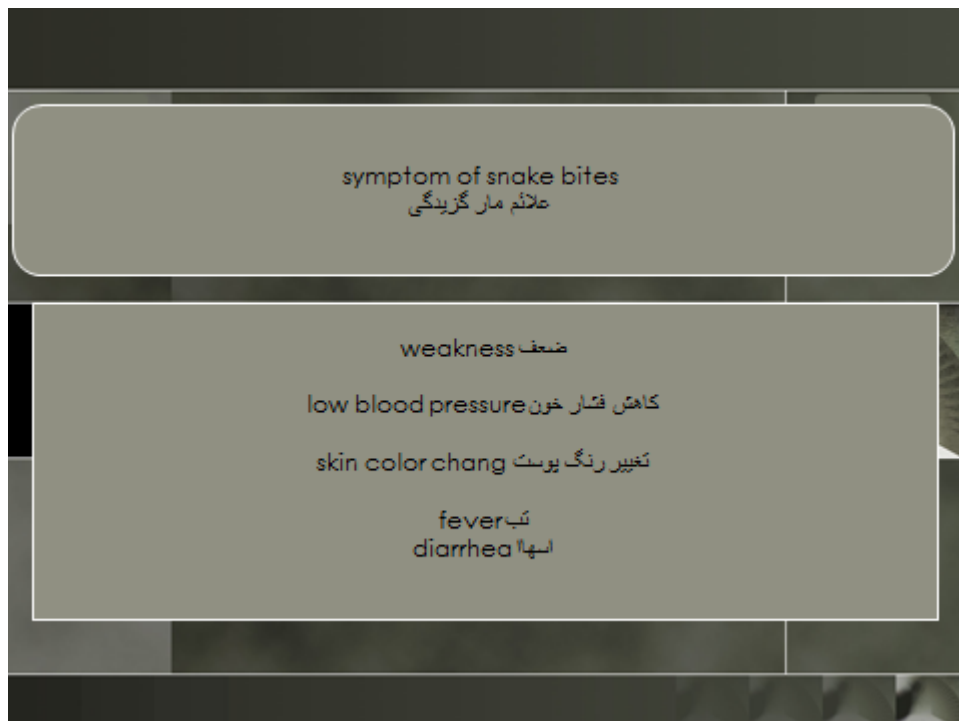 symptom of snake bites
علائم مار گزیدگی
weakness ضعف
low blood pressure کاهش فشار خون
skin color chang تغییر رنگ پوست
fever تب
diarrhea اسهاا